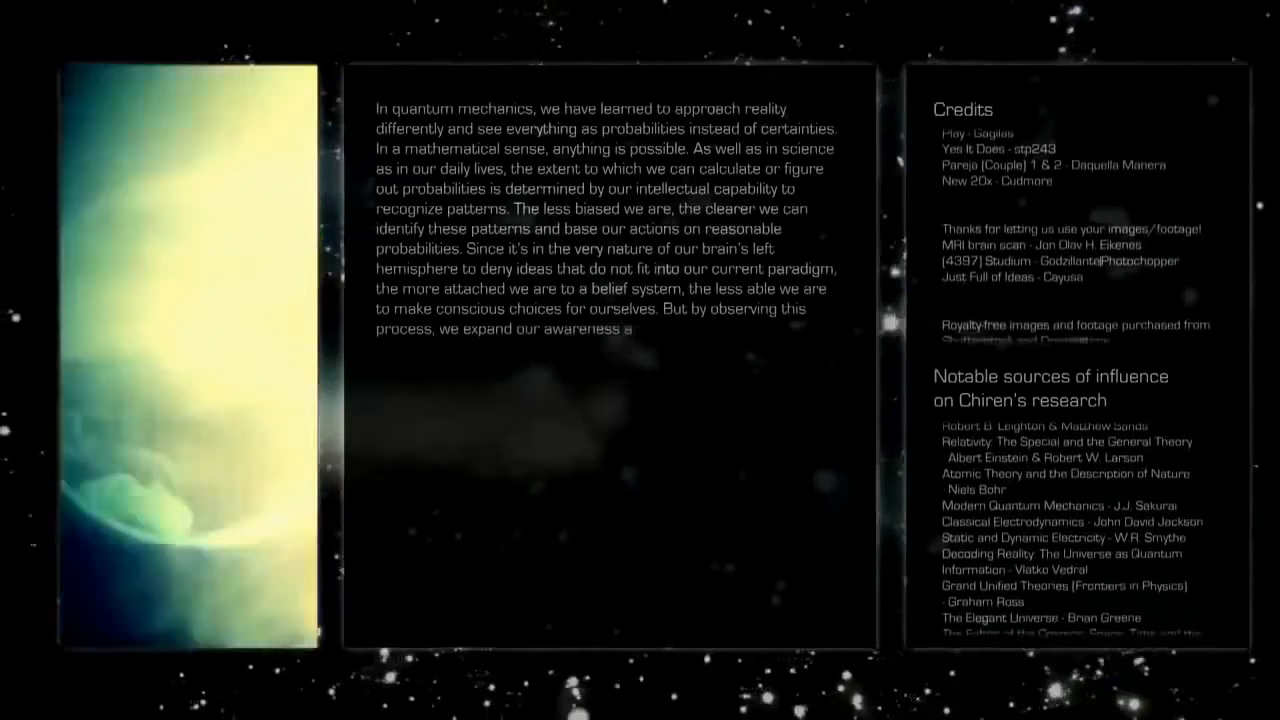 In quantum mechanics, we have learned to approach reality
differently and see everything as probabilities instead of certainties.
In a mathematical sense, anything is possible. As well as in science
as in our daily lives, the extent to which we can calculate or figure
out probabilities is determined by our intellectual capability to
recognize patterns. The less biased we are, the clearer we can
identify these patterns and base our actions on reasonable
probabilities. Since it's in the very nature of our brain's left
hemisphere to deny ideas that do not fit into our current paradigm,
the more attached we are to a belief system, the less able we are
to make conscious choices for ourselves. But by observing this
process, we expand our awareness a
Credits
Play - Gagilas
Yes It Does - stp243
Pareja (Couple) 1 & 2 - Daquella Manera
New 20x - Cudmore
Thanks for letting us use your images/footage!
MRI brain scan - Jon Olav H. Eikenes
(4397) Studium - Godzillante|Photochopper
Just Full of Ideas - Cayusa
Royalty-free images and footage purchased from
Notable sources of influence
on Chiren's research
Robert B. Leighton & Matthew Sands
Relativity: The Special and the General Theory
Albert Einstein & Robert W. Larson
Atomic Theory and the Description of Nature
- Niels Bohr
Modern Quantum Mechanics - J.J. Sakurai
Classical Electrodynamics - John David Jackson
Static and Dynamic Electricity - W.R. Smythe
Decoding Reality: The Universe as Quantum
Information - Vlatko Vedral
Grand Unified Theories (Frontiers in Physics)
- Graham Ross
The Elegant Universe - Brian Greene
The Fabric of the Cosmos: Space, Time and the